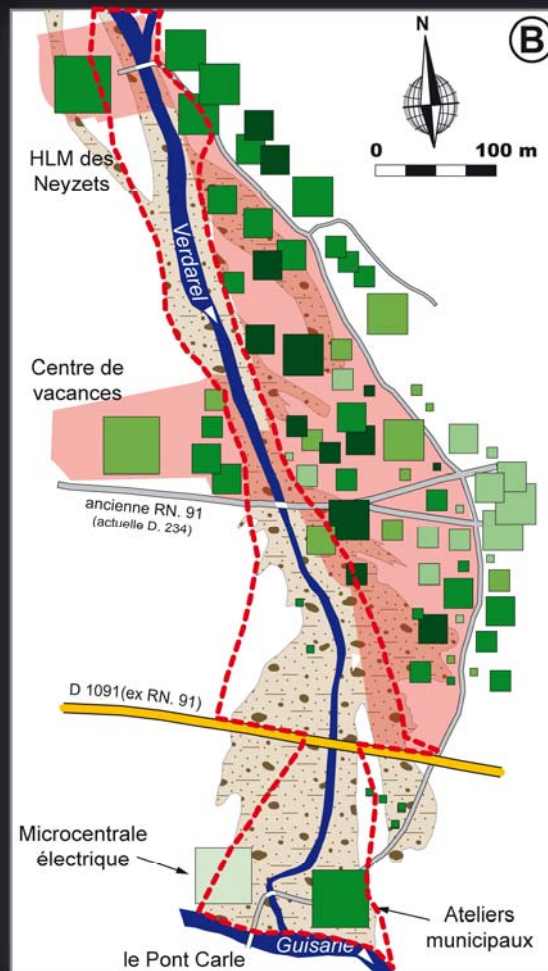 B
N
0 100 m
HLM des
Neyzets
Verdarel
Centre de
vacances
ancienne RN. 91
(actuelle D. 234)
D 1091(ex RN. 91)
Microcentrale
électrique
Ateliers
municipaux
le Pont Carle
Guisane